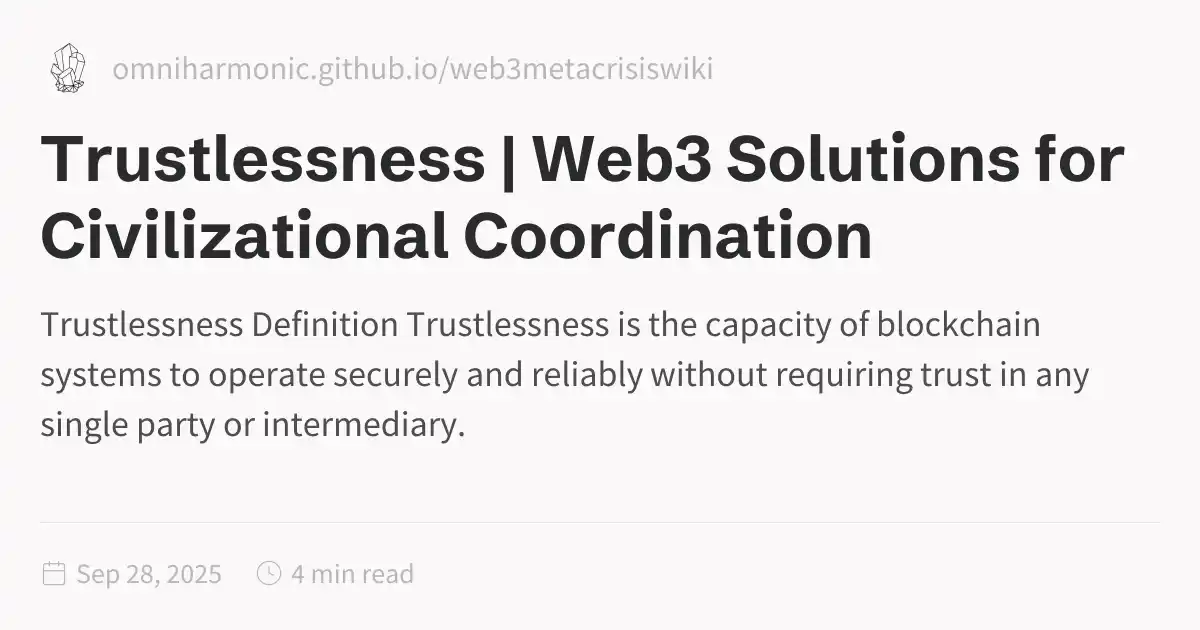 omniharmonic.github.io/web3metacrisiswiki
Trustlessness | Web3 Solutions for
Civilizational Coordination
Trustlessness Definition Trustlessness is the capacity of blockchain
systems to operate securely and reliably without requiring trust in any
single party or intermediary.
Sep 28, 2025 4 min read